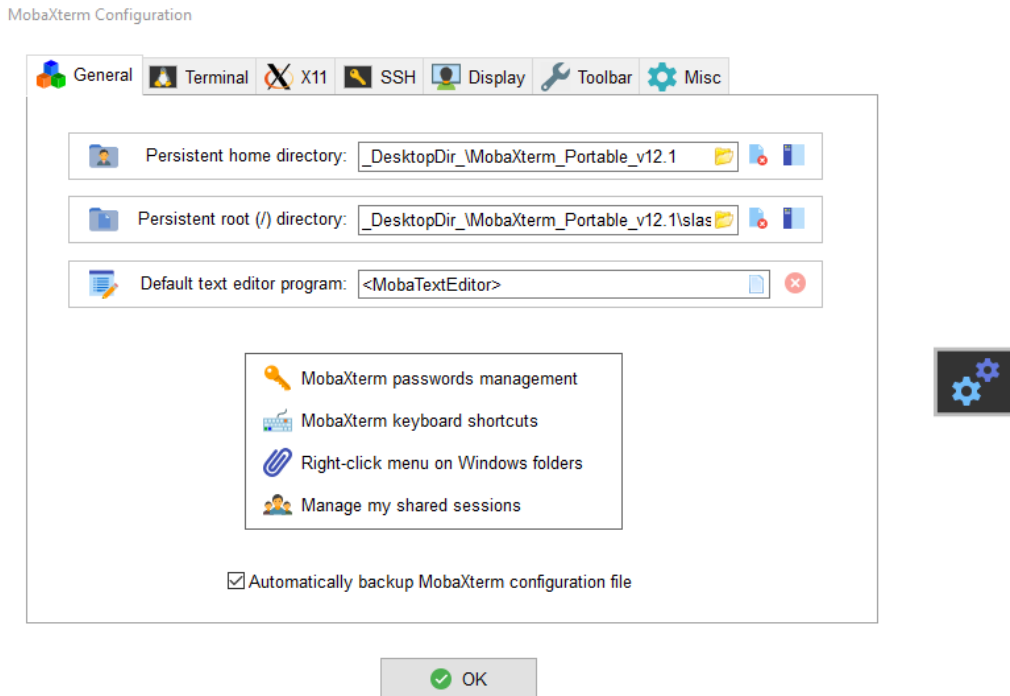 MobaXterm Configuration
General Terminal X11 SSH Display Toolbar Misc
Persistent home directory: _DesktopDir_\MobaXterm_Portable_v12.1
Persistent root (/) directory: _DesktopDir_\MobaXterm_Portable_v12.1\slas
Default text editor program: <MobaTextEditor>
MobaXterm passwords management
MobaXterm keyboard shortcuts
Right-click menu on Windows folders
Manage my shared sessions
Automatically backup MobaXterm configuration file
OK